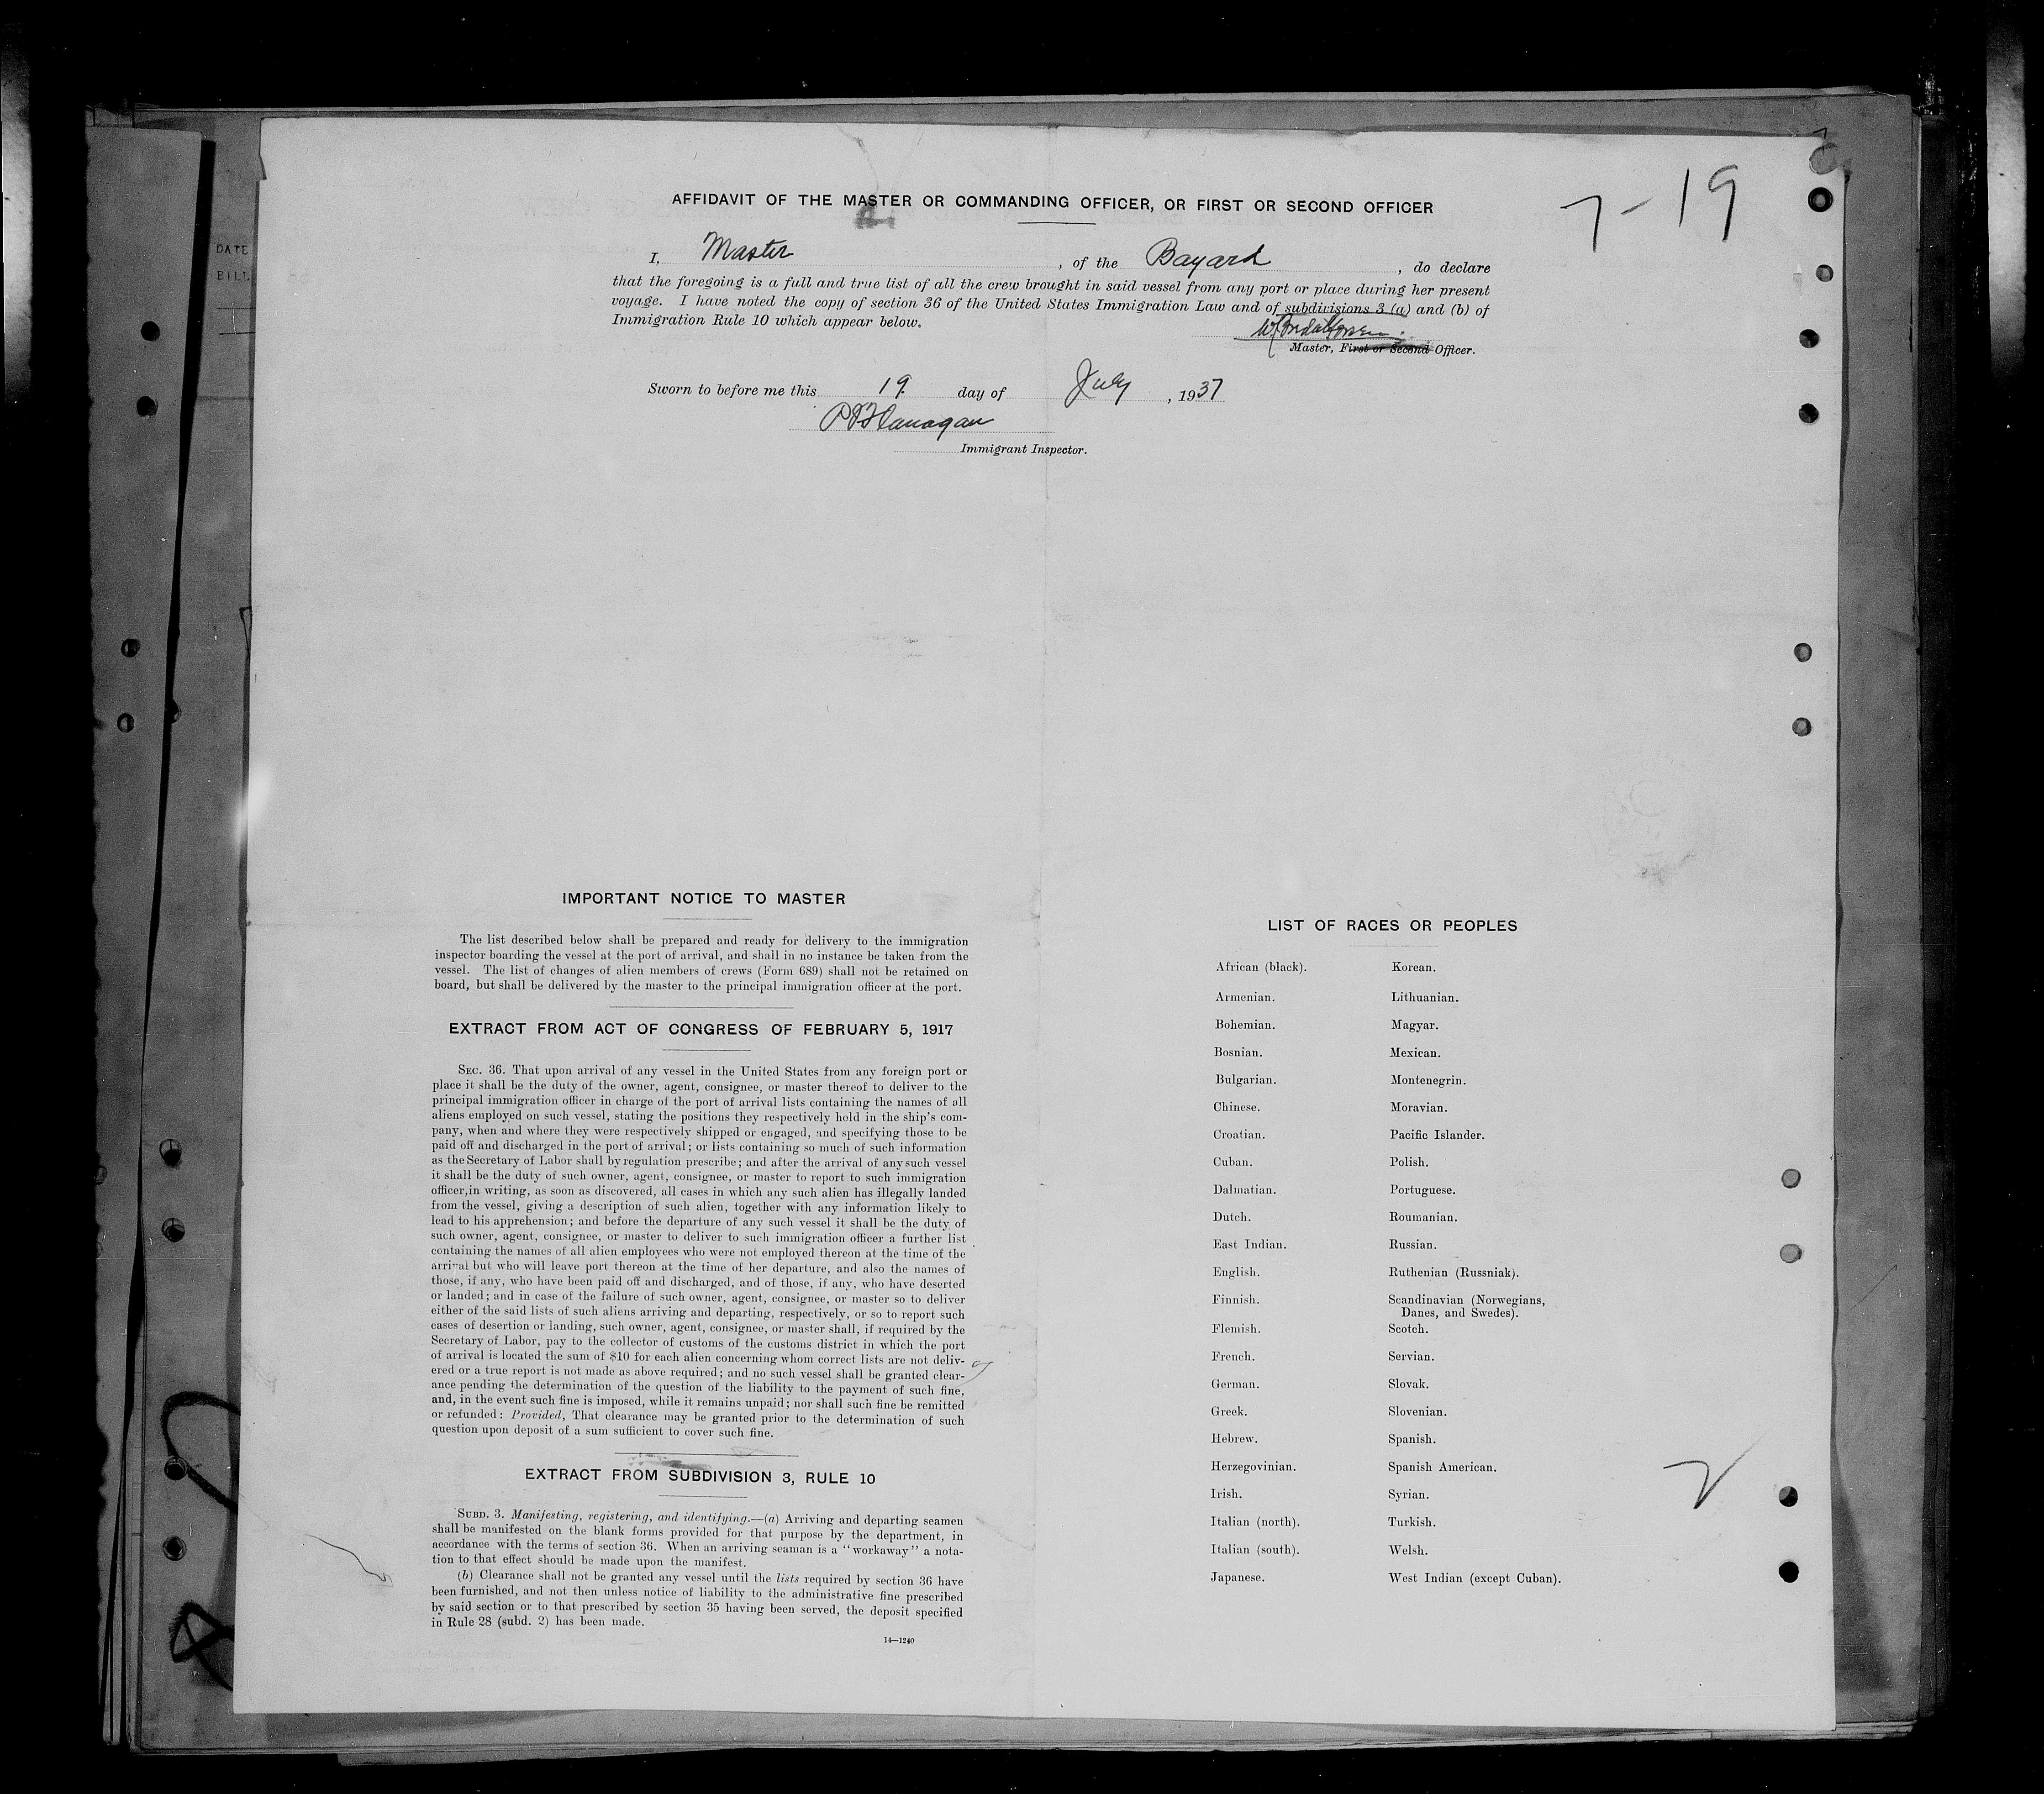 7-19
AFFIDAVIT OF THE MASTER OR COMMANDING OFFICER, OR FIRST OR SECOND OFFICER
I, Master, of the Bayard, do declare
that the foregoing is a full and true list of all the crew brought in said vessel from any port or place during her present
voyage. I have noted the copy of section 36 of the United States Immigration Law and of subdivisions 3 (a) and (b) of
Immigration Rule 10 which appear below.
Master, First or Second Officer.
Sworn to before me this 19 day of July, 1937
P Flanagan
Immigrant Inspector.
DATE
BILL
IMPORTANT NOTICE TO MASTER
The list described below shall be prepared and ready for delivery to the immigration
inspector boarding the vessel at the port of arrival, and shall in no instance be taken from the
vessel. The list of changes of alien members of crews (Form 689) shall not be retained on
board, but shall be delivered by the master to the principal immigration officer at the port.
EXTRACT FROM ACT OF CONGRESS OF FEBRUARY 5, 1917
SEC. 36. That upon arrival of any vessel in the United States from any foreign port or
place it shall be the duty of the owner, agent, consignee, or master thereof to deliver to the
principal immigration officer in charge of the port of arrival lists containing the names of all
aliens employed on such vessel, stating the positions they respectively hold in the ship's com-
pany, when and where they were respectively shipped or engaged, and specifying those to be
paid off and discharged in the port of arrival; or lists containing so much of such information
as the Secretary of Labor shall by regulation prescribe; and after the arrival of any such vessel
it shall be the duty of such owner, agent, consignee, or master to report to such immigration
officer, in writing, as soon as discovered, all cases in which any such alien has illegally landed
from the vessel, giving a description of such alien, together with any information likely to
lead to his apprehension; and before the departure of any such vessel it shall be the duty of
such owner, agent, consignee, or master to deliver to such immigration officer a further list
containing the names of all alien employees who were not employed thereon at the time of the
arrival but who will leave port thereon at the time of her departure, and also the names of
those, if any, who have been paid off and discharged, and of those, if any, who have deserted
or landed; and in case of the failure of such owner, agent, consignee, or master so to deliver
either of the said lists of such aliens arriving and departing, respectively, or so to report such
cases of desertion or landing, such owner, agent, consignee, or master shall, if required by the
Secretary of Labor, pay to the collector of customs of the customs district in which the port
of arrival is located the sum of $10 for each alien concerning whom correct lists are not deliv-
ered or a true report is not made as above required; and no such vessel shall be granted clear-
ance pending the determination of the question of the liability to the payment of such fine,
and, in the event such fine is imposed, while it remains unpaid; nor shall such fine be remitted
or refunded: Provided, That clearance may be granted prior to the determination of such
question upon deposit of a sum sufficient to cover such fine.
EXTRACT FROM SUBDIVISION 3, RULE 10
SUBD. 3. Manifesting, registering, and identifying.—(a) Arriving and departing seamen
shall be manifested on the blank forms provided for that purpose by the department, in
accordance with the terms of section 36. When an arriving seaman is a "workaway" a nota-
tion to that effect should be made upon the manifest.
(b) Clearance shall not be granted any vessel until the lists required by section 36 have
been furnished, and not then unless notice of liability to the administrative fine prescribed
by said section or to that prescribed by section 35 having been served, the deposit specified
in Rule 28 (subd. 2) has been made.
14—1240
LIST OF RACES OR PEOPLES
African (black). Korean.
Armenian. Lithuanian.
Bohemian. Magyar.
Bosnian. Mexican.
Bulgarian. Montenegrin.
Chinese. Moravian.
Croatian. Pacific Islander.
Cuban. Polish.
Dalmatian. Portuguese.
Dutch. Roumanian.
East Indian. Russian.
English. Ruthenian (Russniak).
Finnish. Scandinavian (Norwegians,
Danes, and Swedes).
Flemish. Scotch.
French. Servian.
German. Slovak.
Greek. Slovenian.
Hebrew. Spanish.
Herzegovinian. Spanish American.
Irish. Syrian.
Italian (north). Turkish.
Italian (south). Welsh.
Japanese. West Indian (except Cuban).